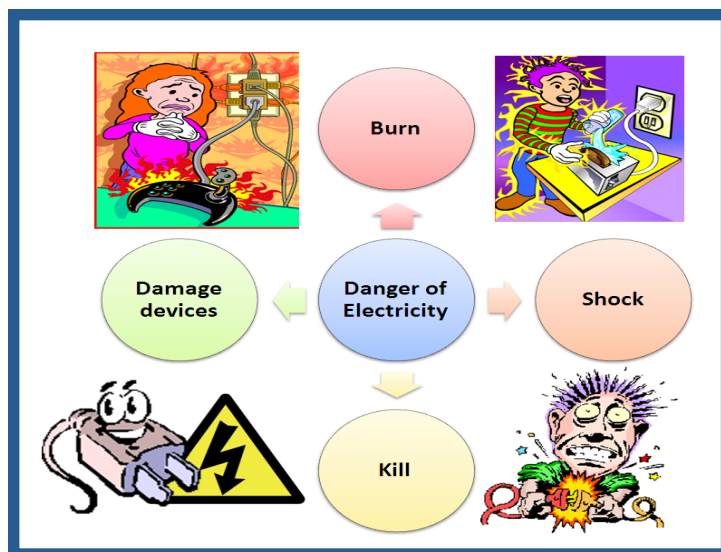 Burn
Damage
devices
Danger of
Electricity
Shock
Kill